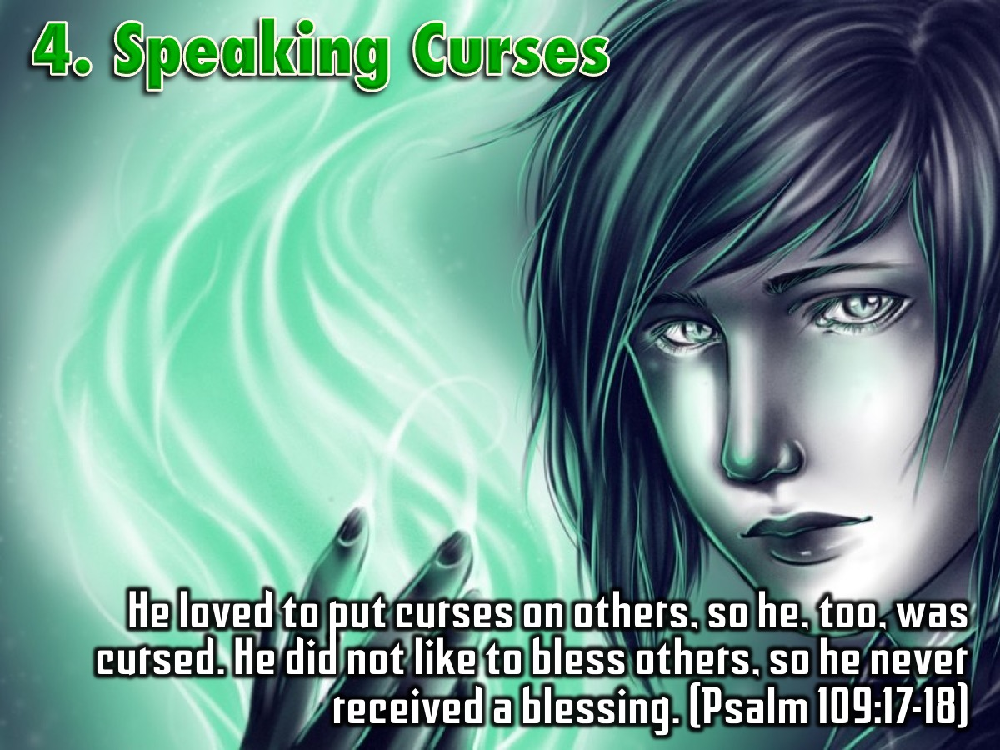 4. Speaking Curses
He loved to put curses on others, so he, too, was
cursed. He did not like to bless others, so he never
received a blessing. (Psalm 109:17-18)